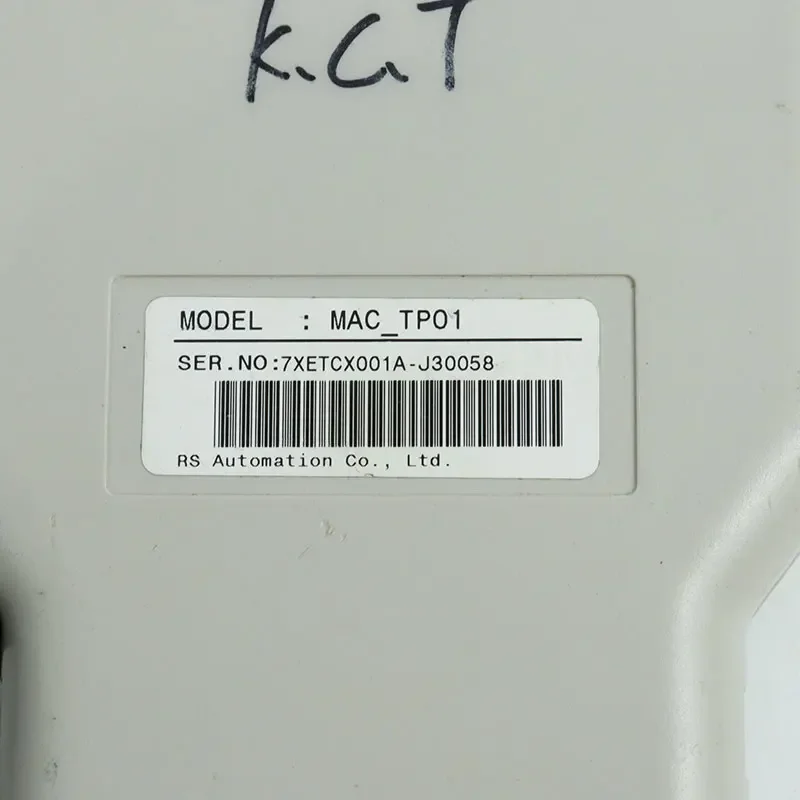 K.G.T
MODEL : MAC_TP01
SER.NO:7XETCX001A-J30058
RS Automation Co., Ltd.